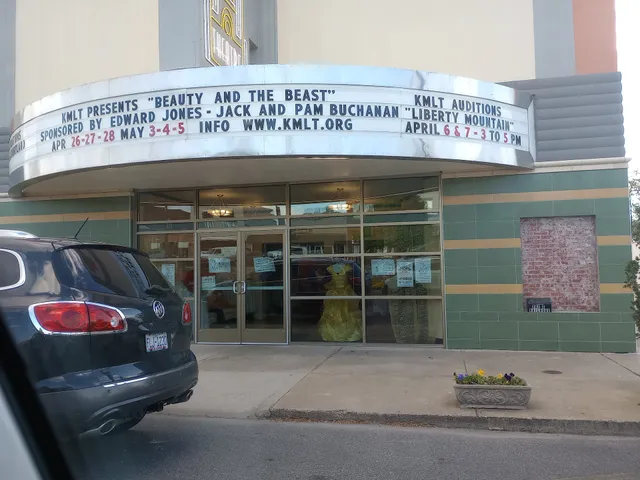 KMLT PRESENTS "BEAUTY AND THE BEAST"
SPONSORED BY EDWARD JONES - JACK AND PAM BUCHANAN
APR 26-27-28 MAY 3-4-5 INFO WWW.KMLT.ORG
KMLT AUDITIONS
"LIBERTY MOUNTAIN"
APRIL 6 & 7 - 3 TO 5 PM